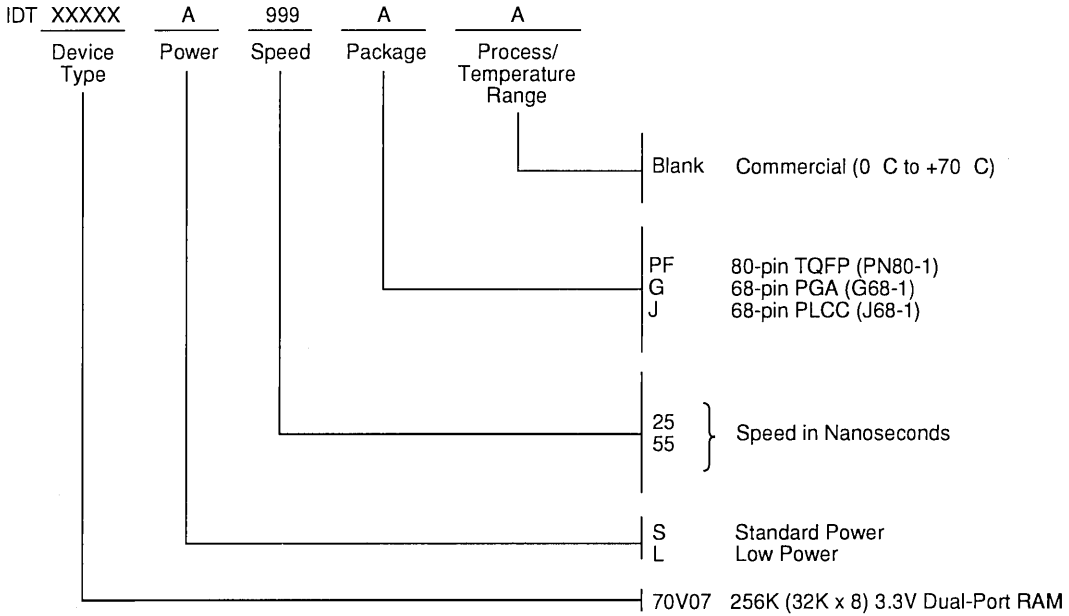 IDT XXXXX A 999 A A
Device Type Power Speed Package Process/ Temperature Range
Blank Commercial (0 C to +70 C)
PF 80-pin TQFP (PN80-1)
G 68-pin PGA (G68-1)
J 68-pin PLCC (J68-1)
25
55
} Speed in Nanoseconds
S Standard Power
L Low Power
70V07 256K (32K x 8) 3.3V Dual-Port RAM